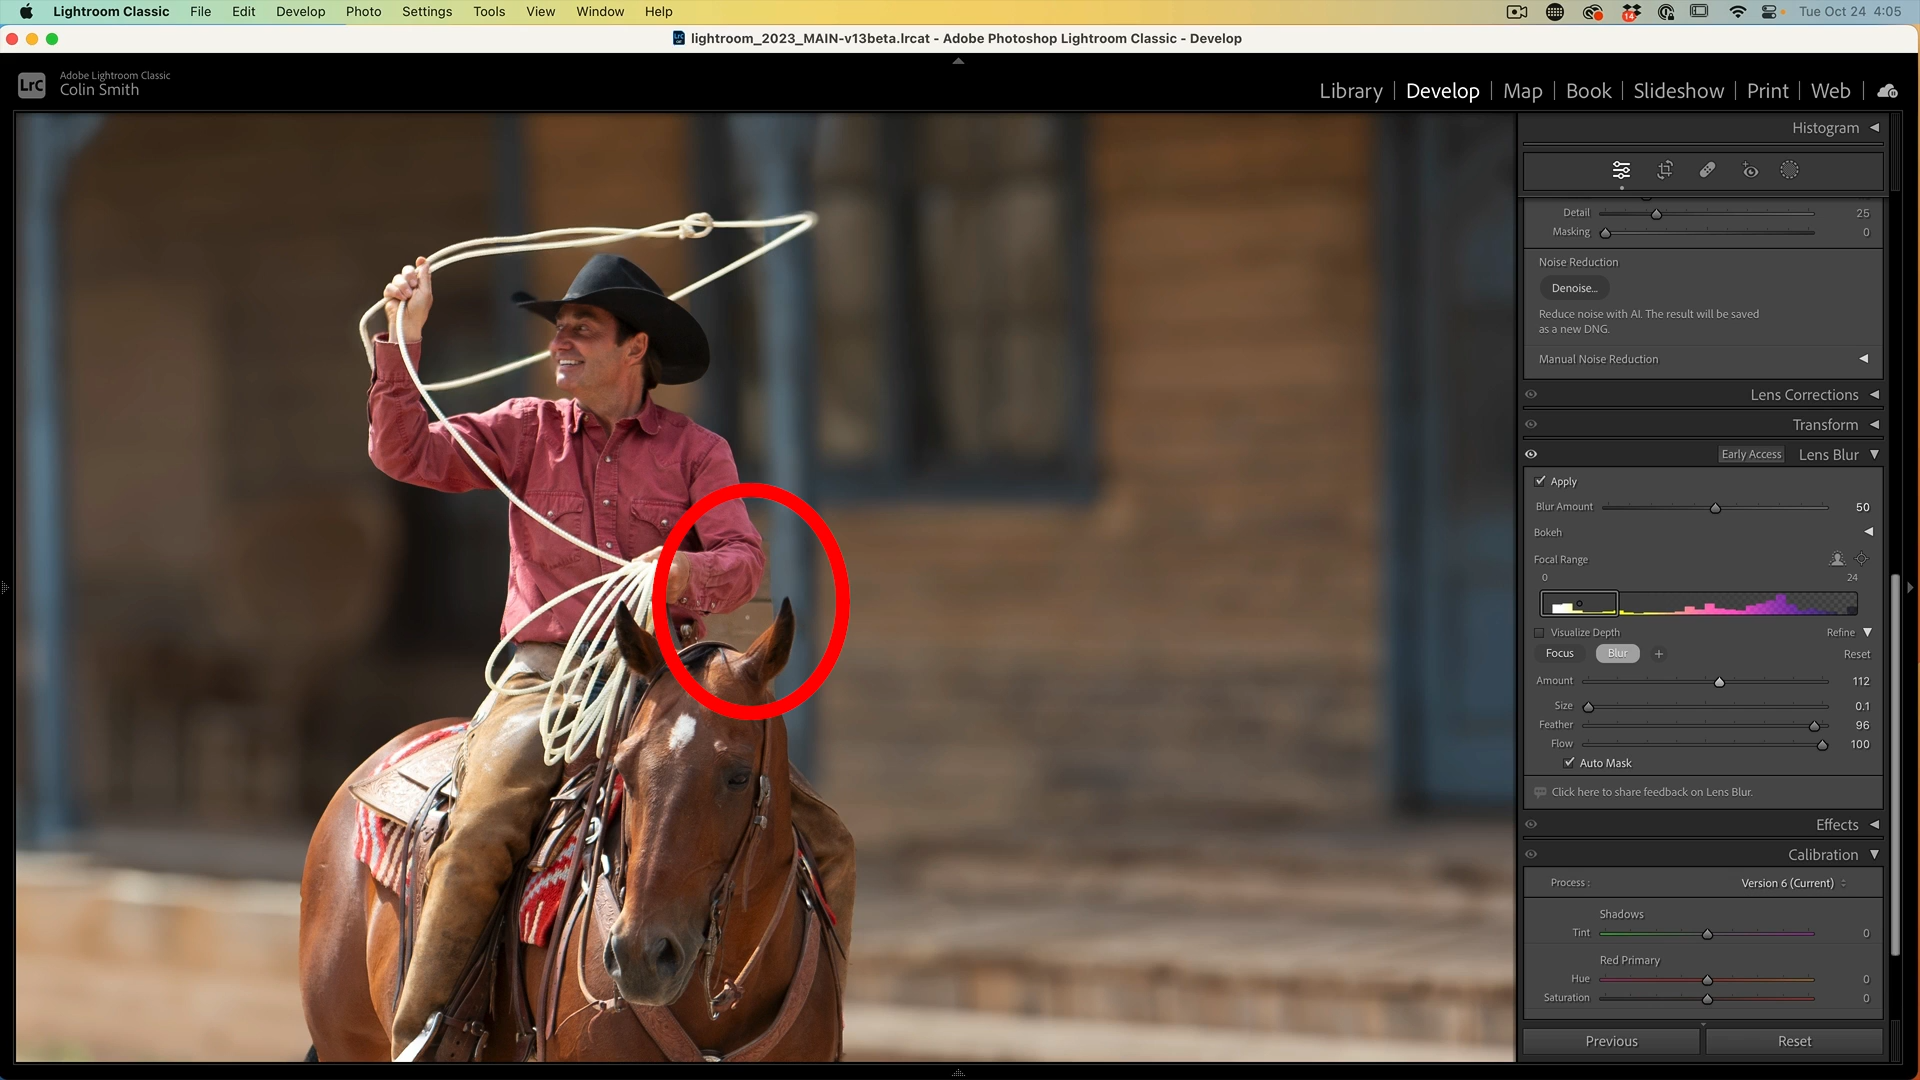 Lightroom Classic File Edit Develop Photo Settings Tools View Window Help 14 Tue Oct 24 4:05
lightroom_2023_MAIN-v13beta.lrcat - Adobe Photoshop Lightroom Classic - Develop
LrC Adobe Lightroom Classic
Colin Smith
Library | Develop | Map | Book | Slideshow | Print | Web |
Histogram
Detail 25
Masking 0
Noise Reduction
Denoise...
Reduce noise with AI. The result will be saved
as a new DNG.
Manual Noise Reduction
Lens Corrections
Transform
Early Access Lens Blur
Apply
Blur Amount 50
Bokeh
Focal Range
0 24
Visualize Depth Refine
Focus Blur + Reset
Amount 112
Size 0.1
Feather 96
Flow 100
Auto Mask
Click here to share feedback on Lens Blur.
Effects
Calibration
Process : Version 6 (Current)
Shadows
Tint 0
Red Primary
Hue 0
Saturation 0
Previous Reset